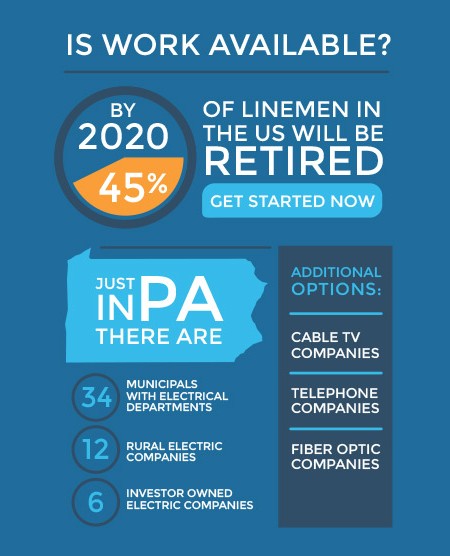 IS WORK AVAILABLE?
BY
2020
45%
OF LINEMEN IN
THE US WILL BE
RETIRED
GET STARTED NOW
JUST
IN PA
THERE ARE
34
MUNICIPALS
WITH ELECTRICAL
DEPARTMENTS
12
RURAL ELECTRIC
COMPANIES
6
INVESTOR OWNED
ELECTRIC COMPANIES
ADDITIONAL
OPTIONS:
CABLE TV
COMPANIES
TELEPHONE
COMPANIES
FIBER OPTIC
COMPANIES